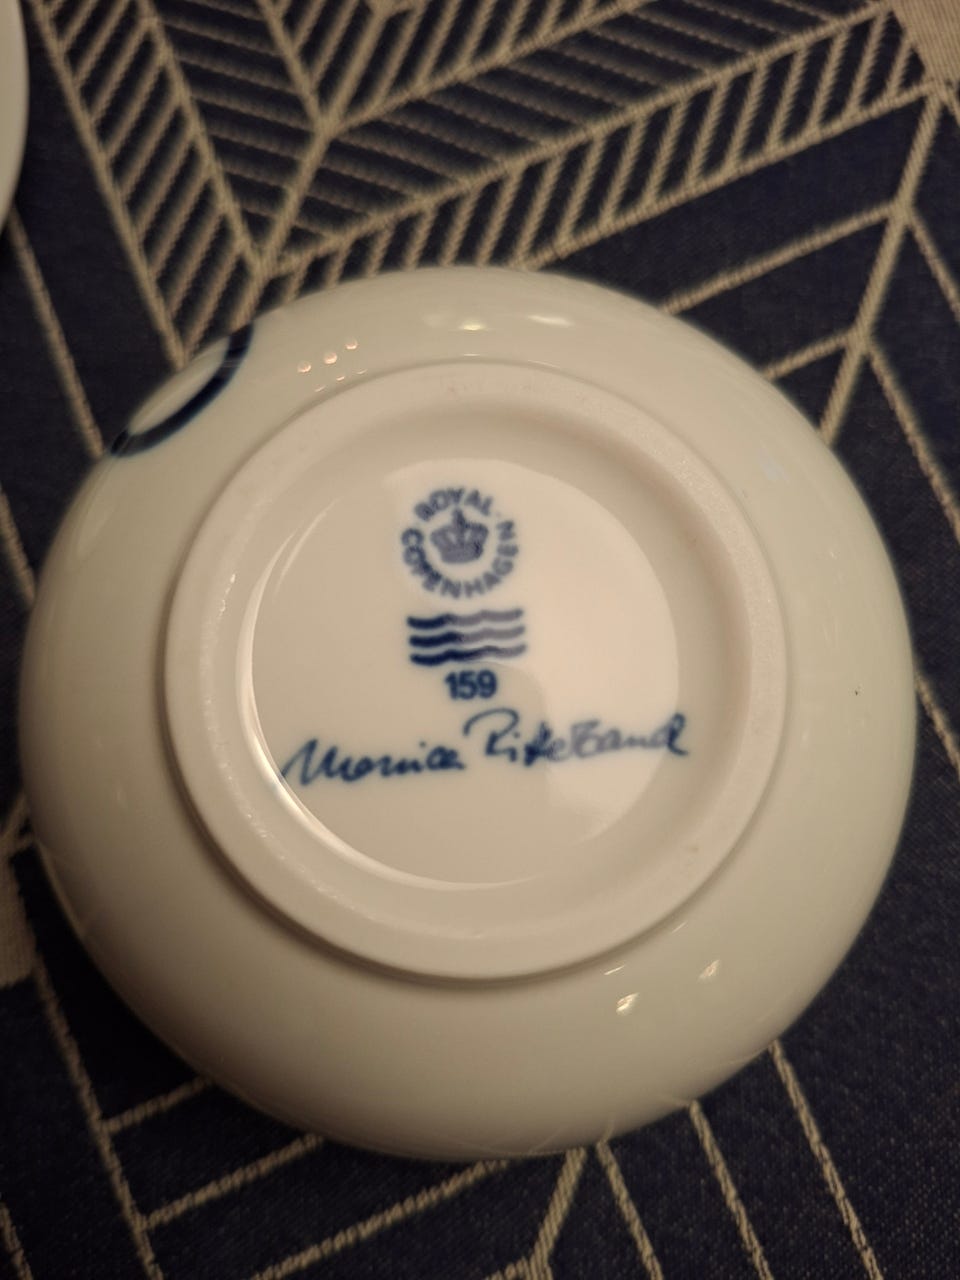 ROYAL COPENHAGEN
159
Monica Ritterband